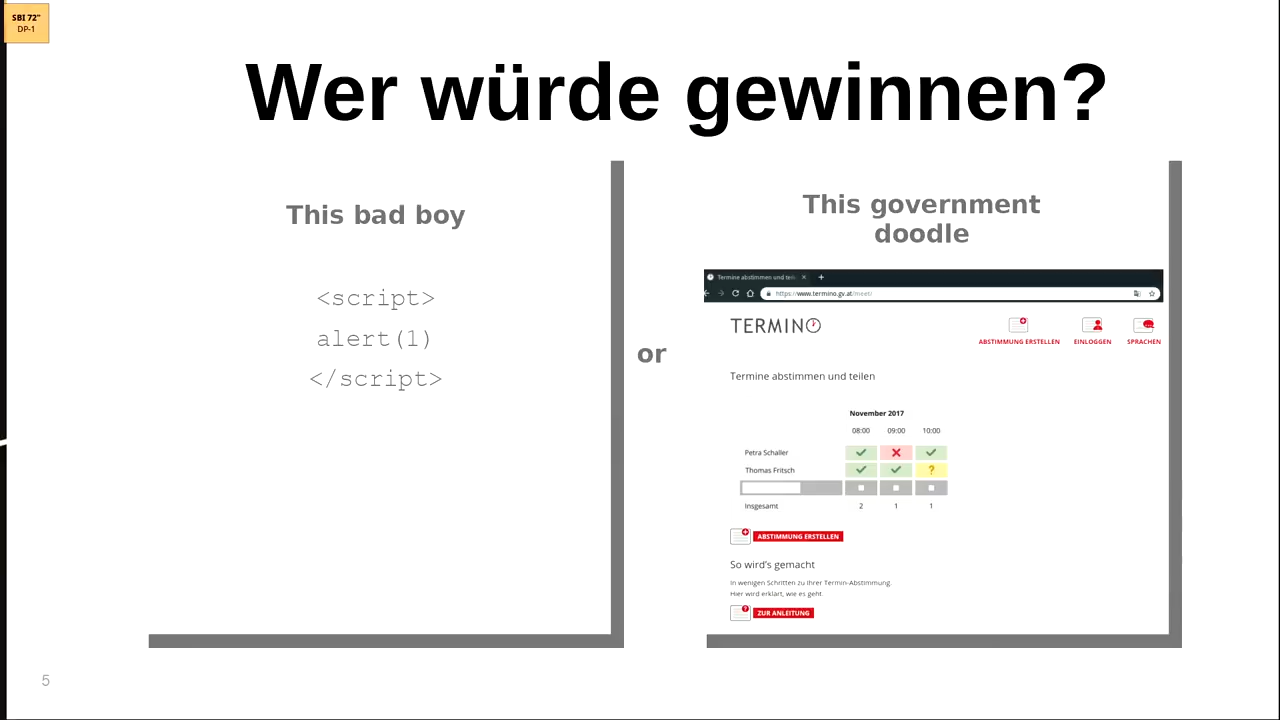 SBI 72"
DP-1
Wer würde gewinnen?
This bad boy
<script>
alert(1)
</script>
or
This government
doodle
Termine abstimmen und teil
https://www.termino.gv.at/meet/
TERMINO
ABSTIMMUNG ERSTELLEN
EINLOGGEN
SPRACHEN
Termine abstimmen und teilen
November 2017
08:00 09:00 10:00
Petra Schaller
Thomas Fritsch
?
Insgesamt 2 1 1
ABSTIMMUNG ERSTELLEN
So wird's gemacht
In wenigen Schritten zu Ihrer Termin-Abstimmung.
Hier wird erklärt, wie es geht.
ZUR ANLEITUNG
5